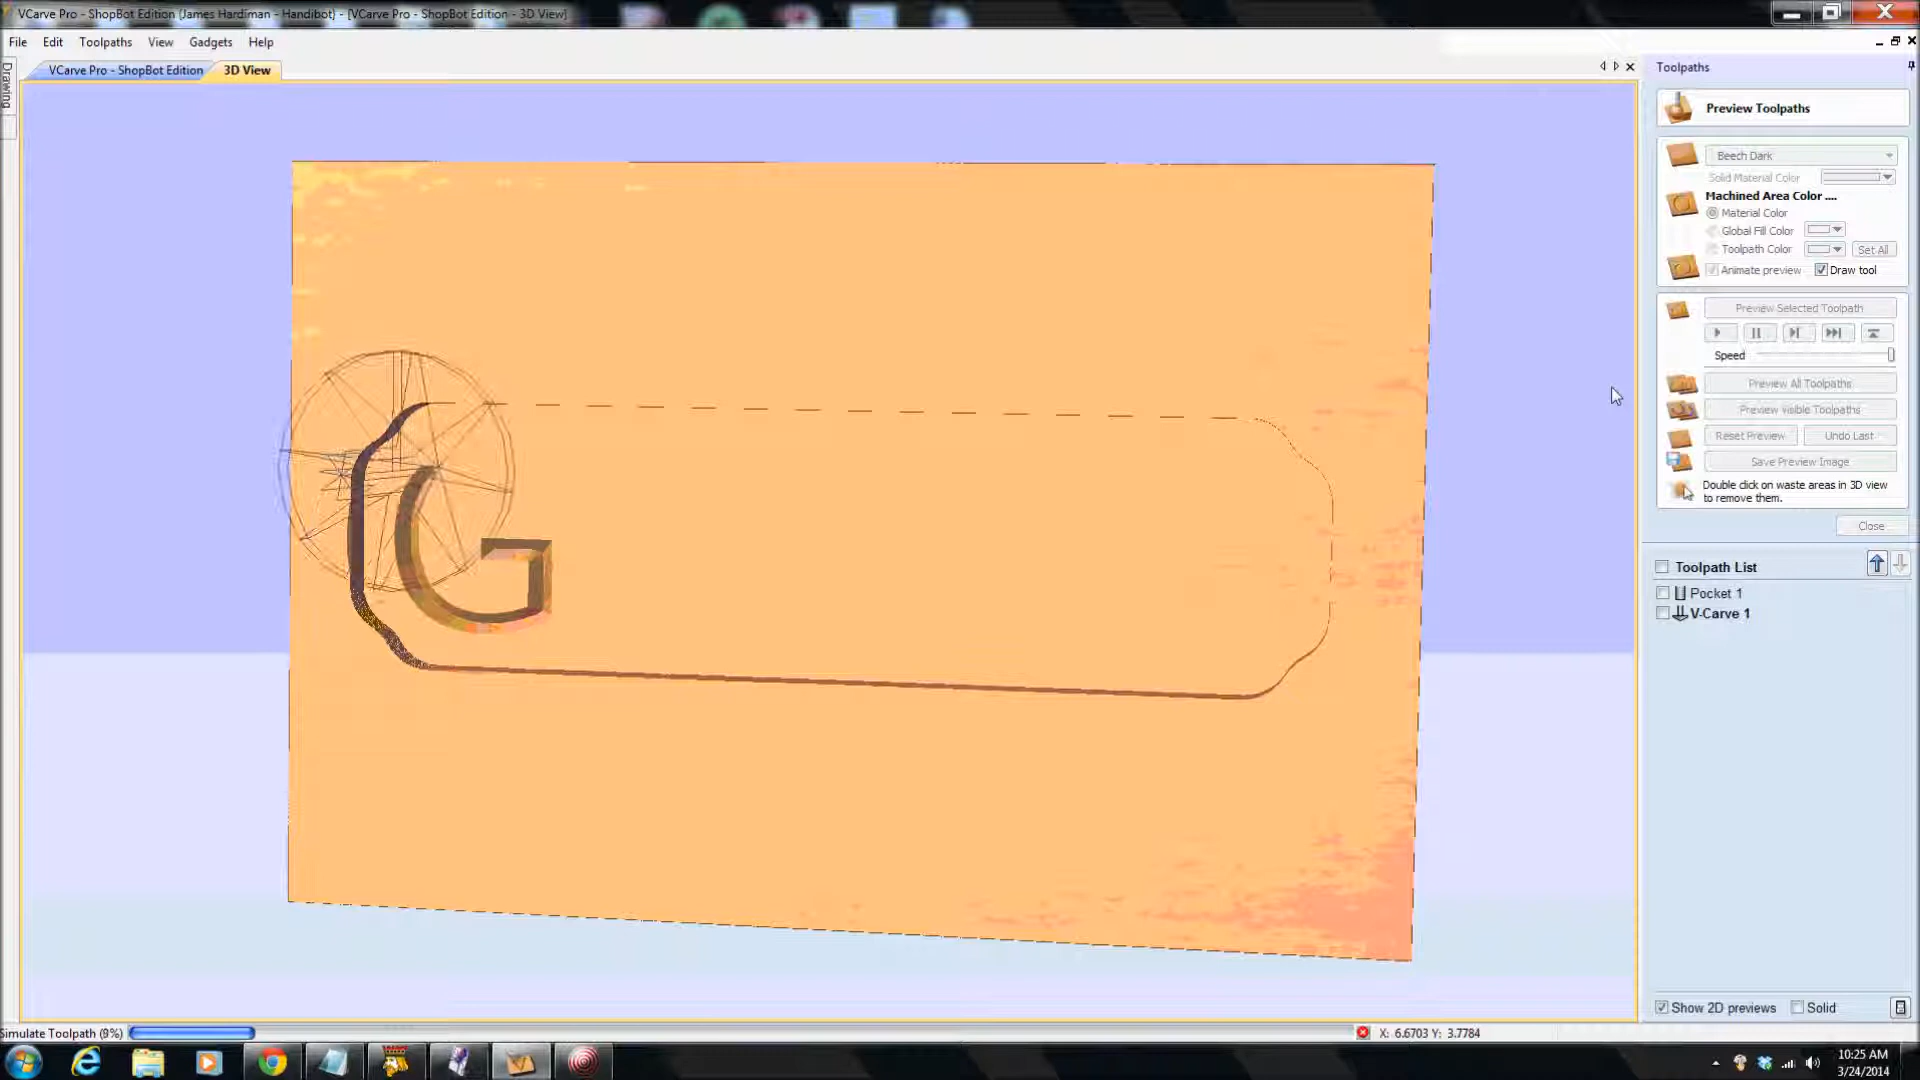 VCarve Pro - ShopBot Edition (James Hardiman - Handibot) - [VCarve Pro - ShopBot Edition - 3D View]
File Edit Toolpaths View Gadgets Help
Drawing
VCarve Pro - ShopBot Edition
3D View
Toolpaths
Preview Toolpaths
Beech Dark
Solid Material Color
Machined Area Color ....
Material Color
Global Fill Color
Toolpath Color
Set All
Animate preview
Draw tool
Preview Selected Toolpath
Speed
Preview All Toolpaths
Preview Visible Toolpaths
Reset Preview
Undo Last
Save Preview Image
Double click on waste areas in 3D view
to remove them.
Close
G
Toolpath List
Pocket 1
V-Carve 1
Show 2D previews
Solid
Simulate Toolpath (8%)
X: 6.6703 Y: 3.7784
10:25 AM
3/24/2014